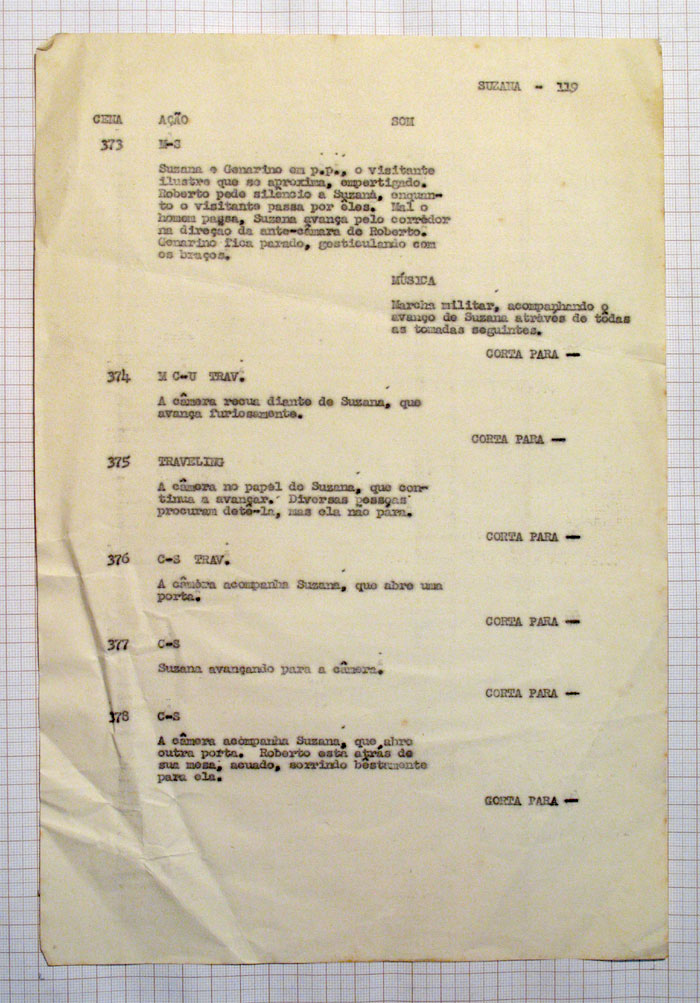 SUZANA - 119
CENA AÇÃO SOM
373 M-S
Suzana e Genarino em p.p., o visitante
ilustre que se aproxima, empertigado.
Roberto pede silêncio a Suzana, enquan-
to o visitante passa por êles. Mal o
homem passa, Suzana avança pelo corrêdor
na direção da ante-câmara de Roberto.
Genarino fica parado, gesticulando com
os braços.
MÚSICA
Marcha militar, acompanhando o
avanço de Suzana através de tôdas
as tomadas seguintes.
CORTA PARA -
374 M C-U TRAV.
A câmera recua diante de Suzana, que
avança furiosamente.
CORTA PARA -
375 TRAVELING
A câmera no papel de Suzana, que con-
tinua a avançar. Diversas pessoas
procuram detê-la, mas ela não para.
CORTA PARA -
376 C-S TRAV.
A câmera acompanha Suzana, que abre uma
porta.
CORTA PARA -
377 C-S
Suzana avançando para a câmera.
CORTA PARA -
378 C-S
A câmera acompanha Suzana, que abre
outra porta. Roberto está atrás de
sua mesa, acuado, sorrindo bêstamente
para ela.
CORTA PARA -